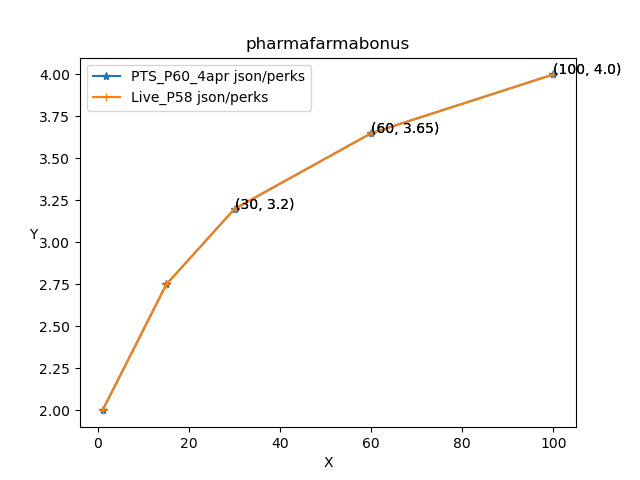 pharmafarmabonus
PTS_P60_4apr json/perks
Live_P58 json/perks
(100, 4.0)
(60, 3.65)
(30, 3.2)
4.00
3.75
3.50
3.25
3.00
2.75
2.50
2.25
2.00
Y
0 20 40 60 80 100
X